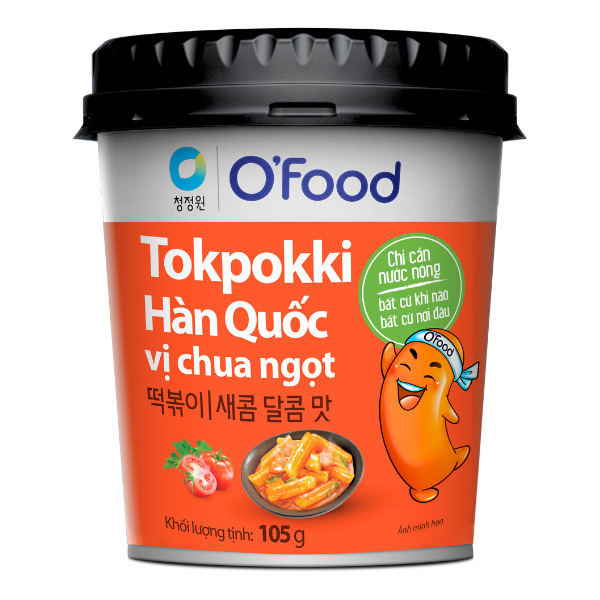 청정원
O'Food
Tokpokki
Hàn Quốc
vị chua ngọt
떡볶이|새콤 달콤 맛
Chỉ cần
nước nóng
bất cứ khi nào
bất cứ nơi đâu
O'Food
Khối lượng tịnh: 105 g
Ảnh minh họa